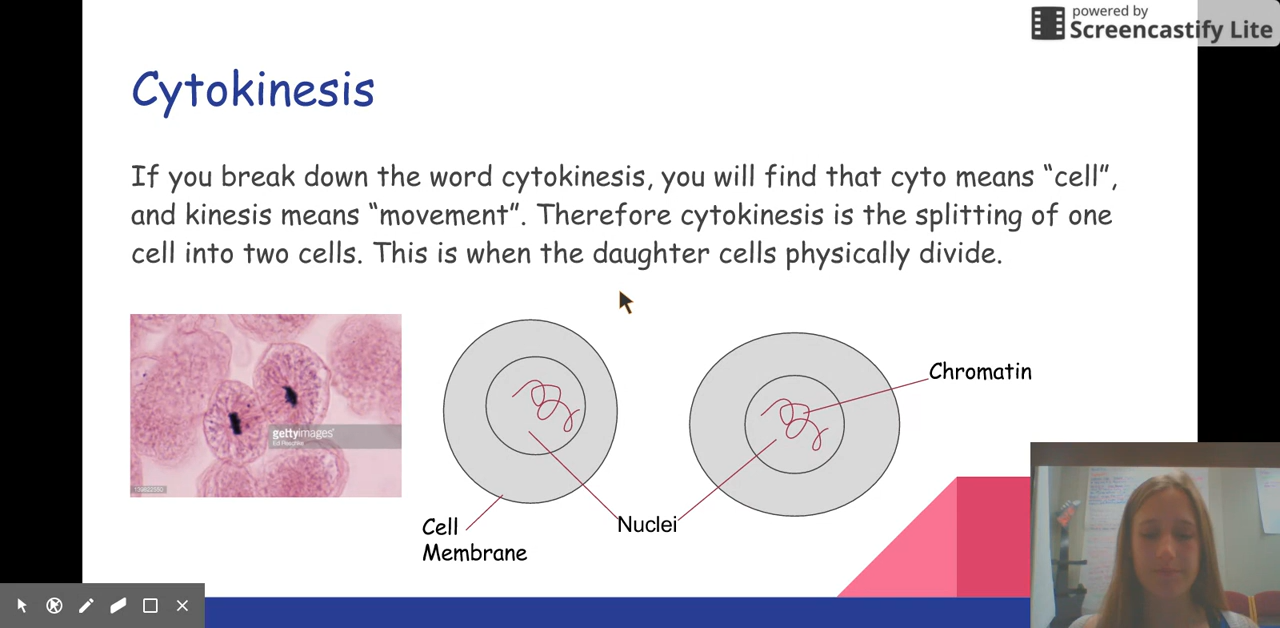 powered by
Screencastify Lite
Cytokinesis
If you break down the word cytokinesis, you will find that cyto means “cell”,
and kinesis means “movement”. Therefore cytokinesis is the splitting of one
cell into two cells. This is when the daughter cells physically divide.
Chromatin
gettyimages®
Nuclei
Cell
Membrane